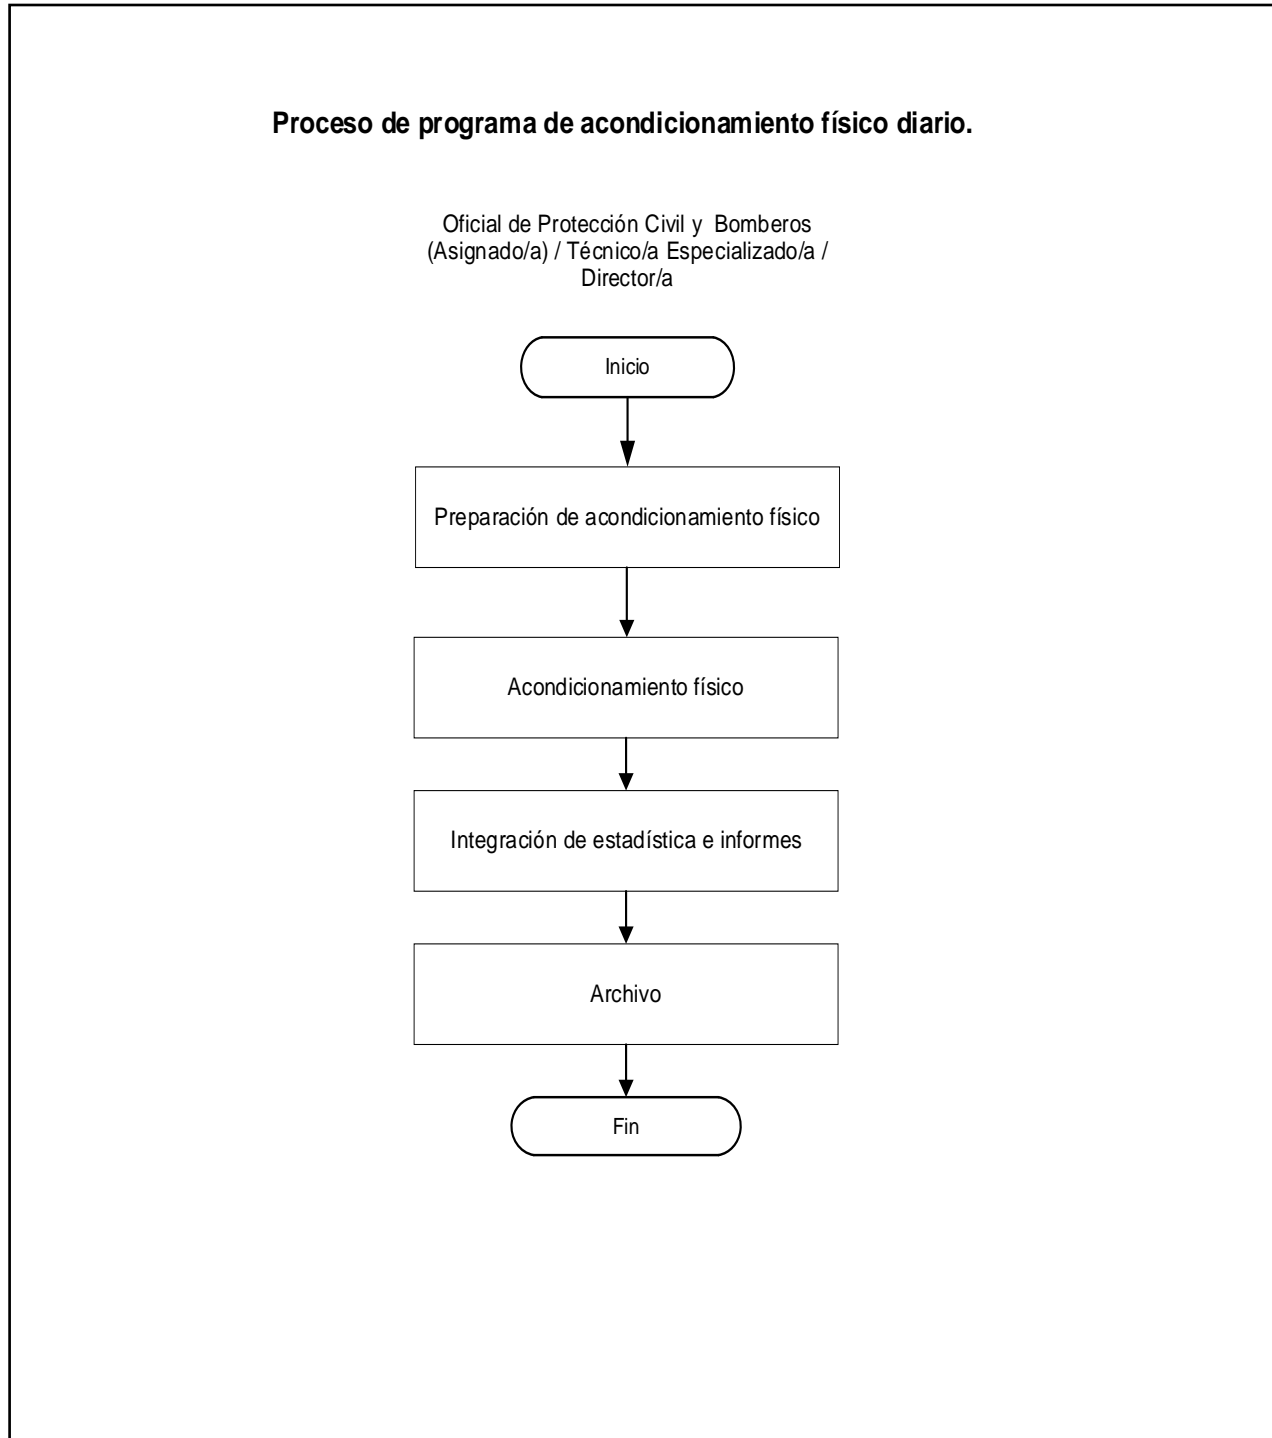 Proceso de programa de acondicionamiento físico diario.
Oficial de Protección Civil y Bomberos
(Asignado/a) / Técnico/a Especializado/a /
Director/a
Inicio
Preparación de acondicionamiento físico
Acondicionamiento físico
Integración de estadística e informes
Archivo
Fin